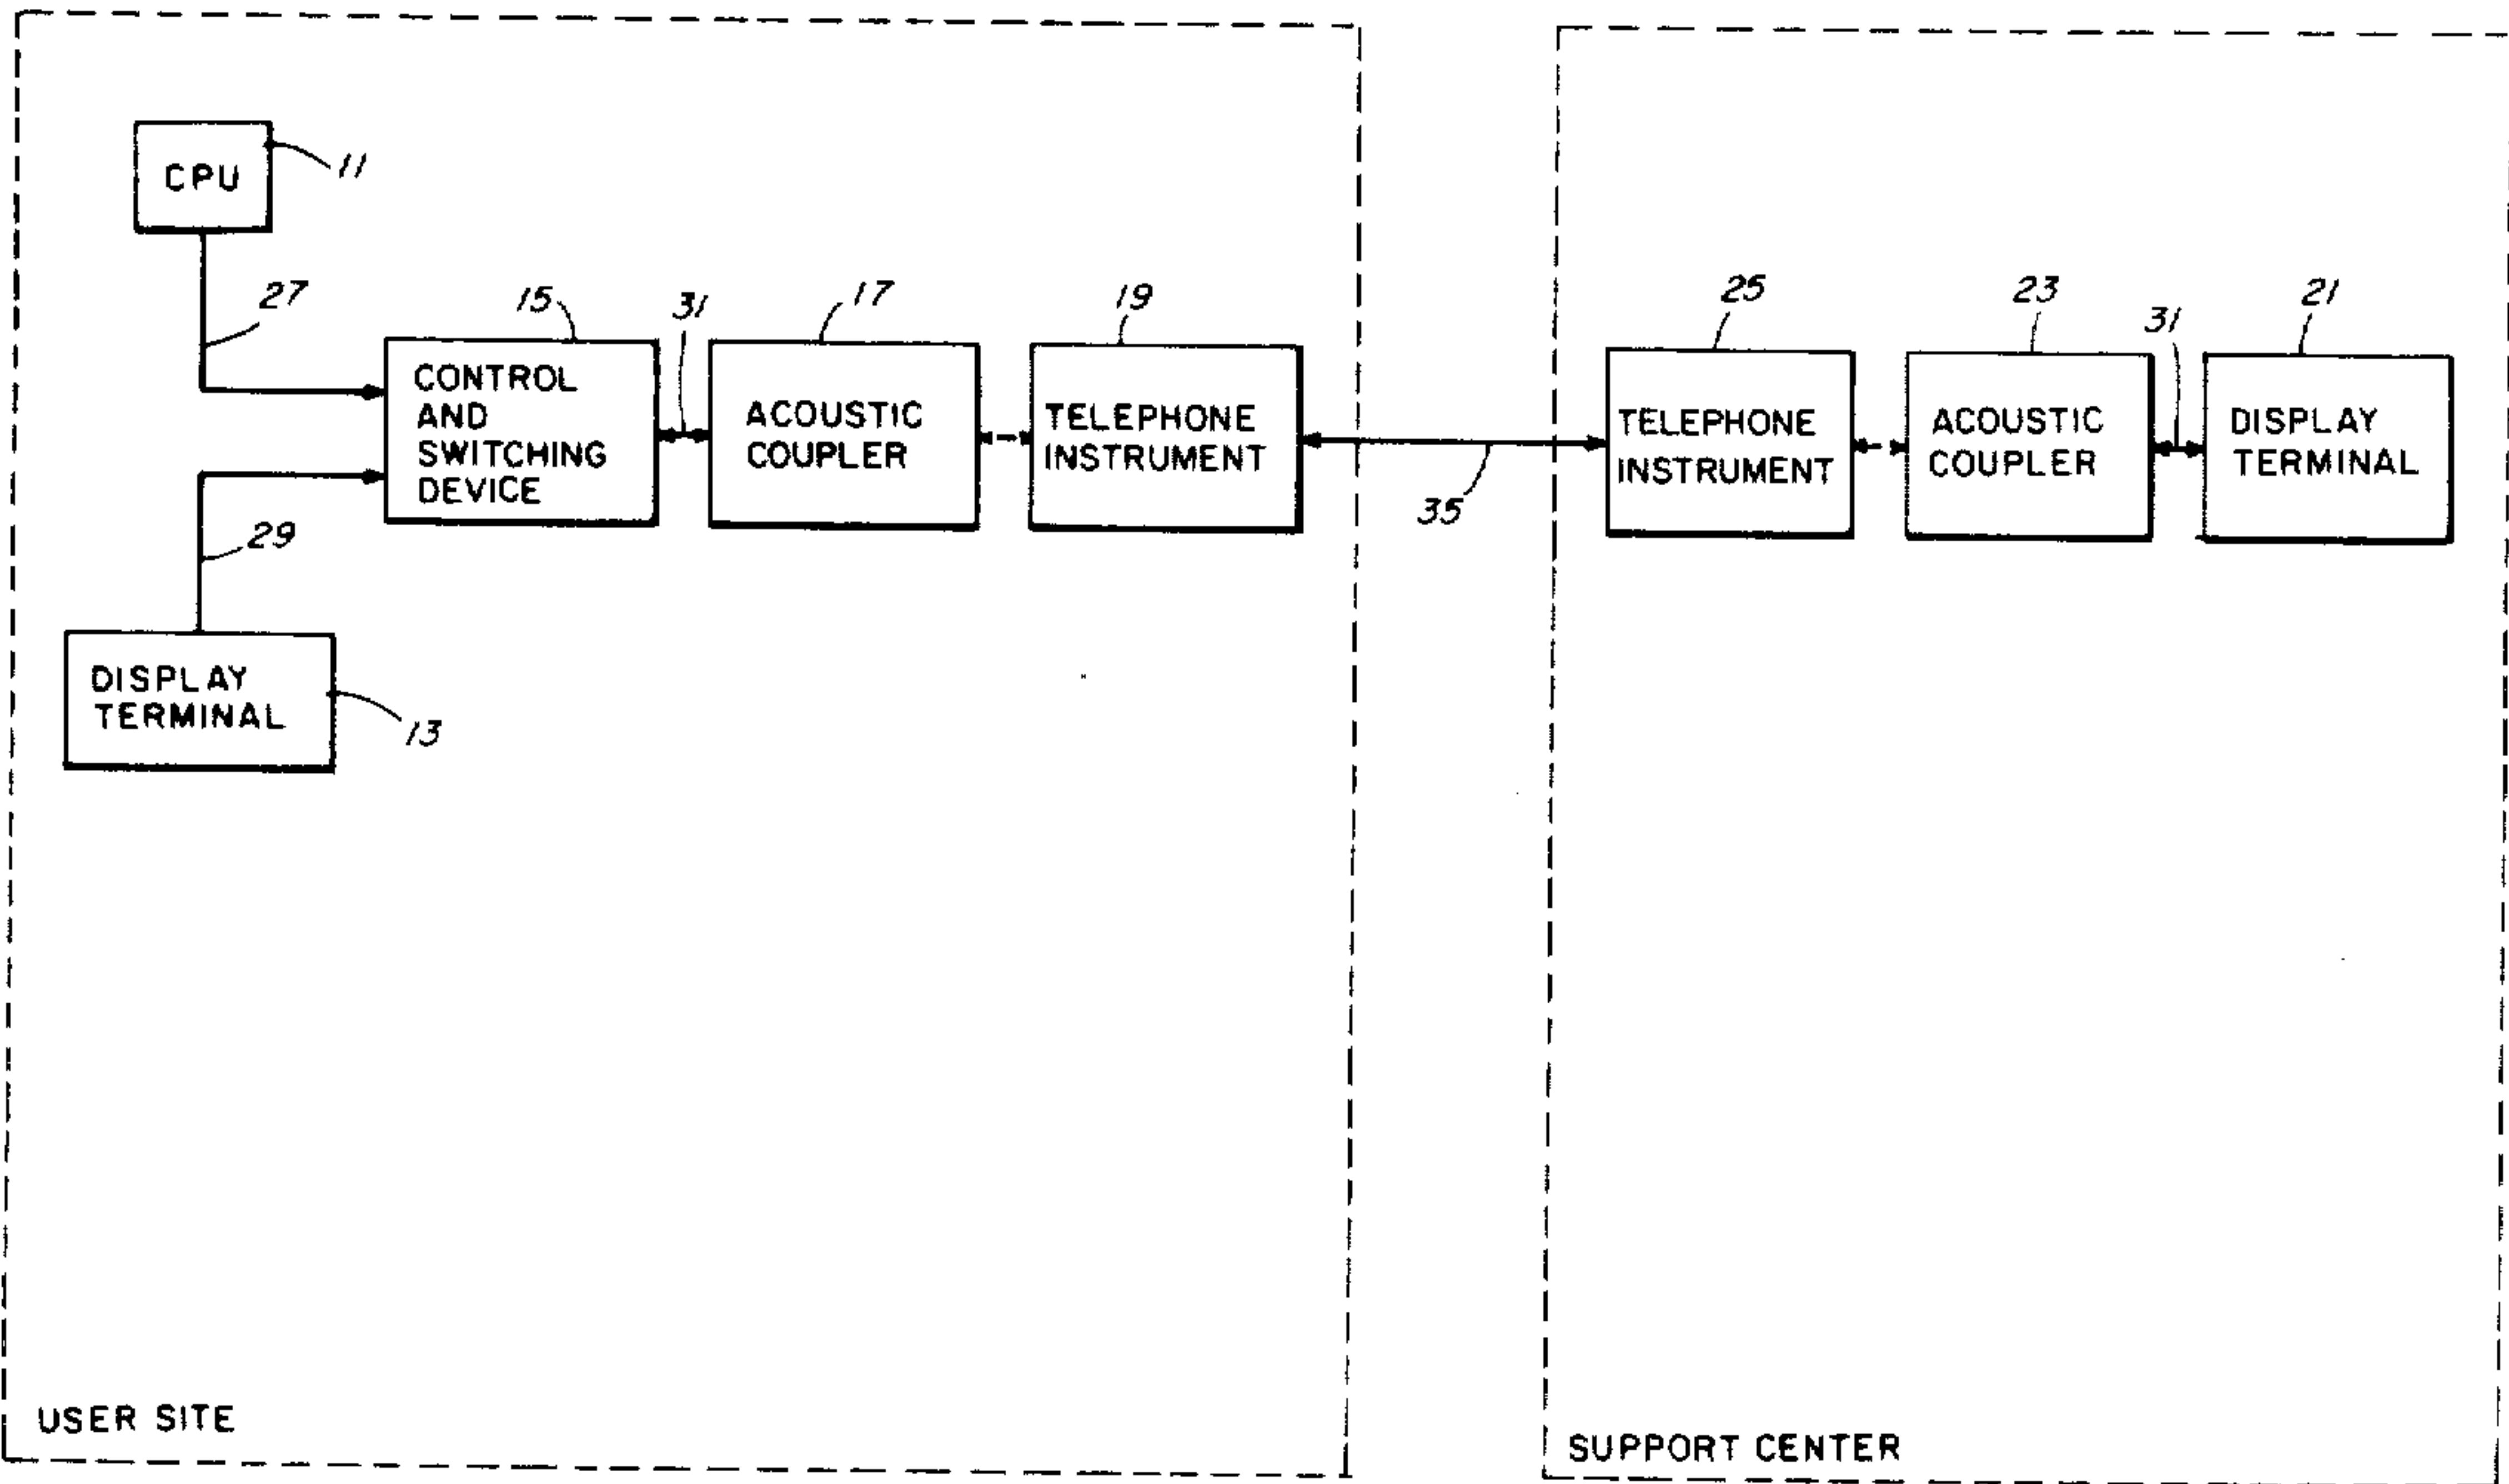 CPU
11
27
15
31
17
19
CONTROL
AND
SWITCHING
DEVICE
ACOUSTIC
COUPLER
TELEPHONE
INSTRUMENT
29
DISPLAY
TERMINAL
13
35
25
23
31
21
TELEPHONE
INSTRUMENT
ACOUSTIC
COUPLER
DISPLAY
TERMINAL
USER SITE
SUPPORT CENTER